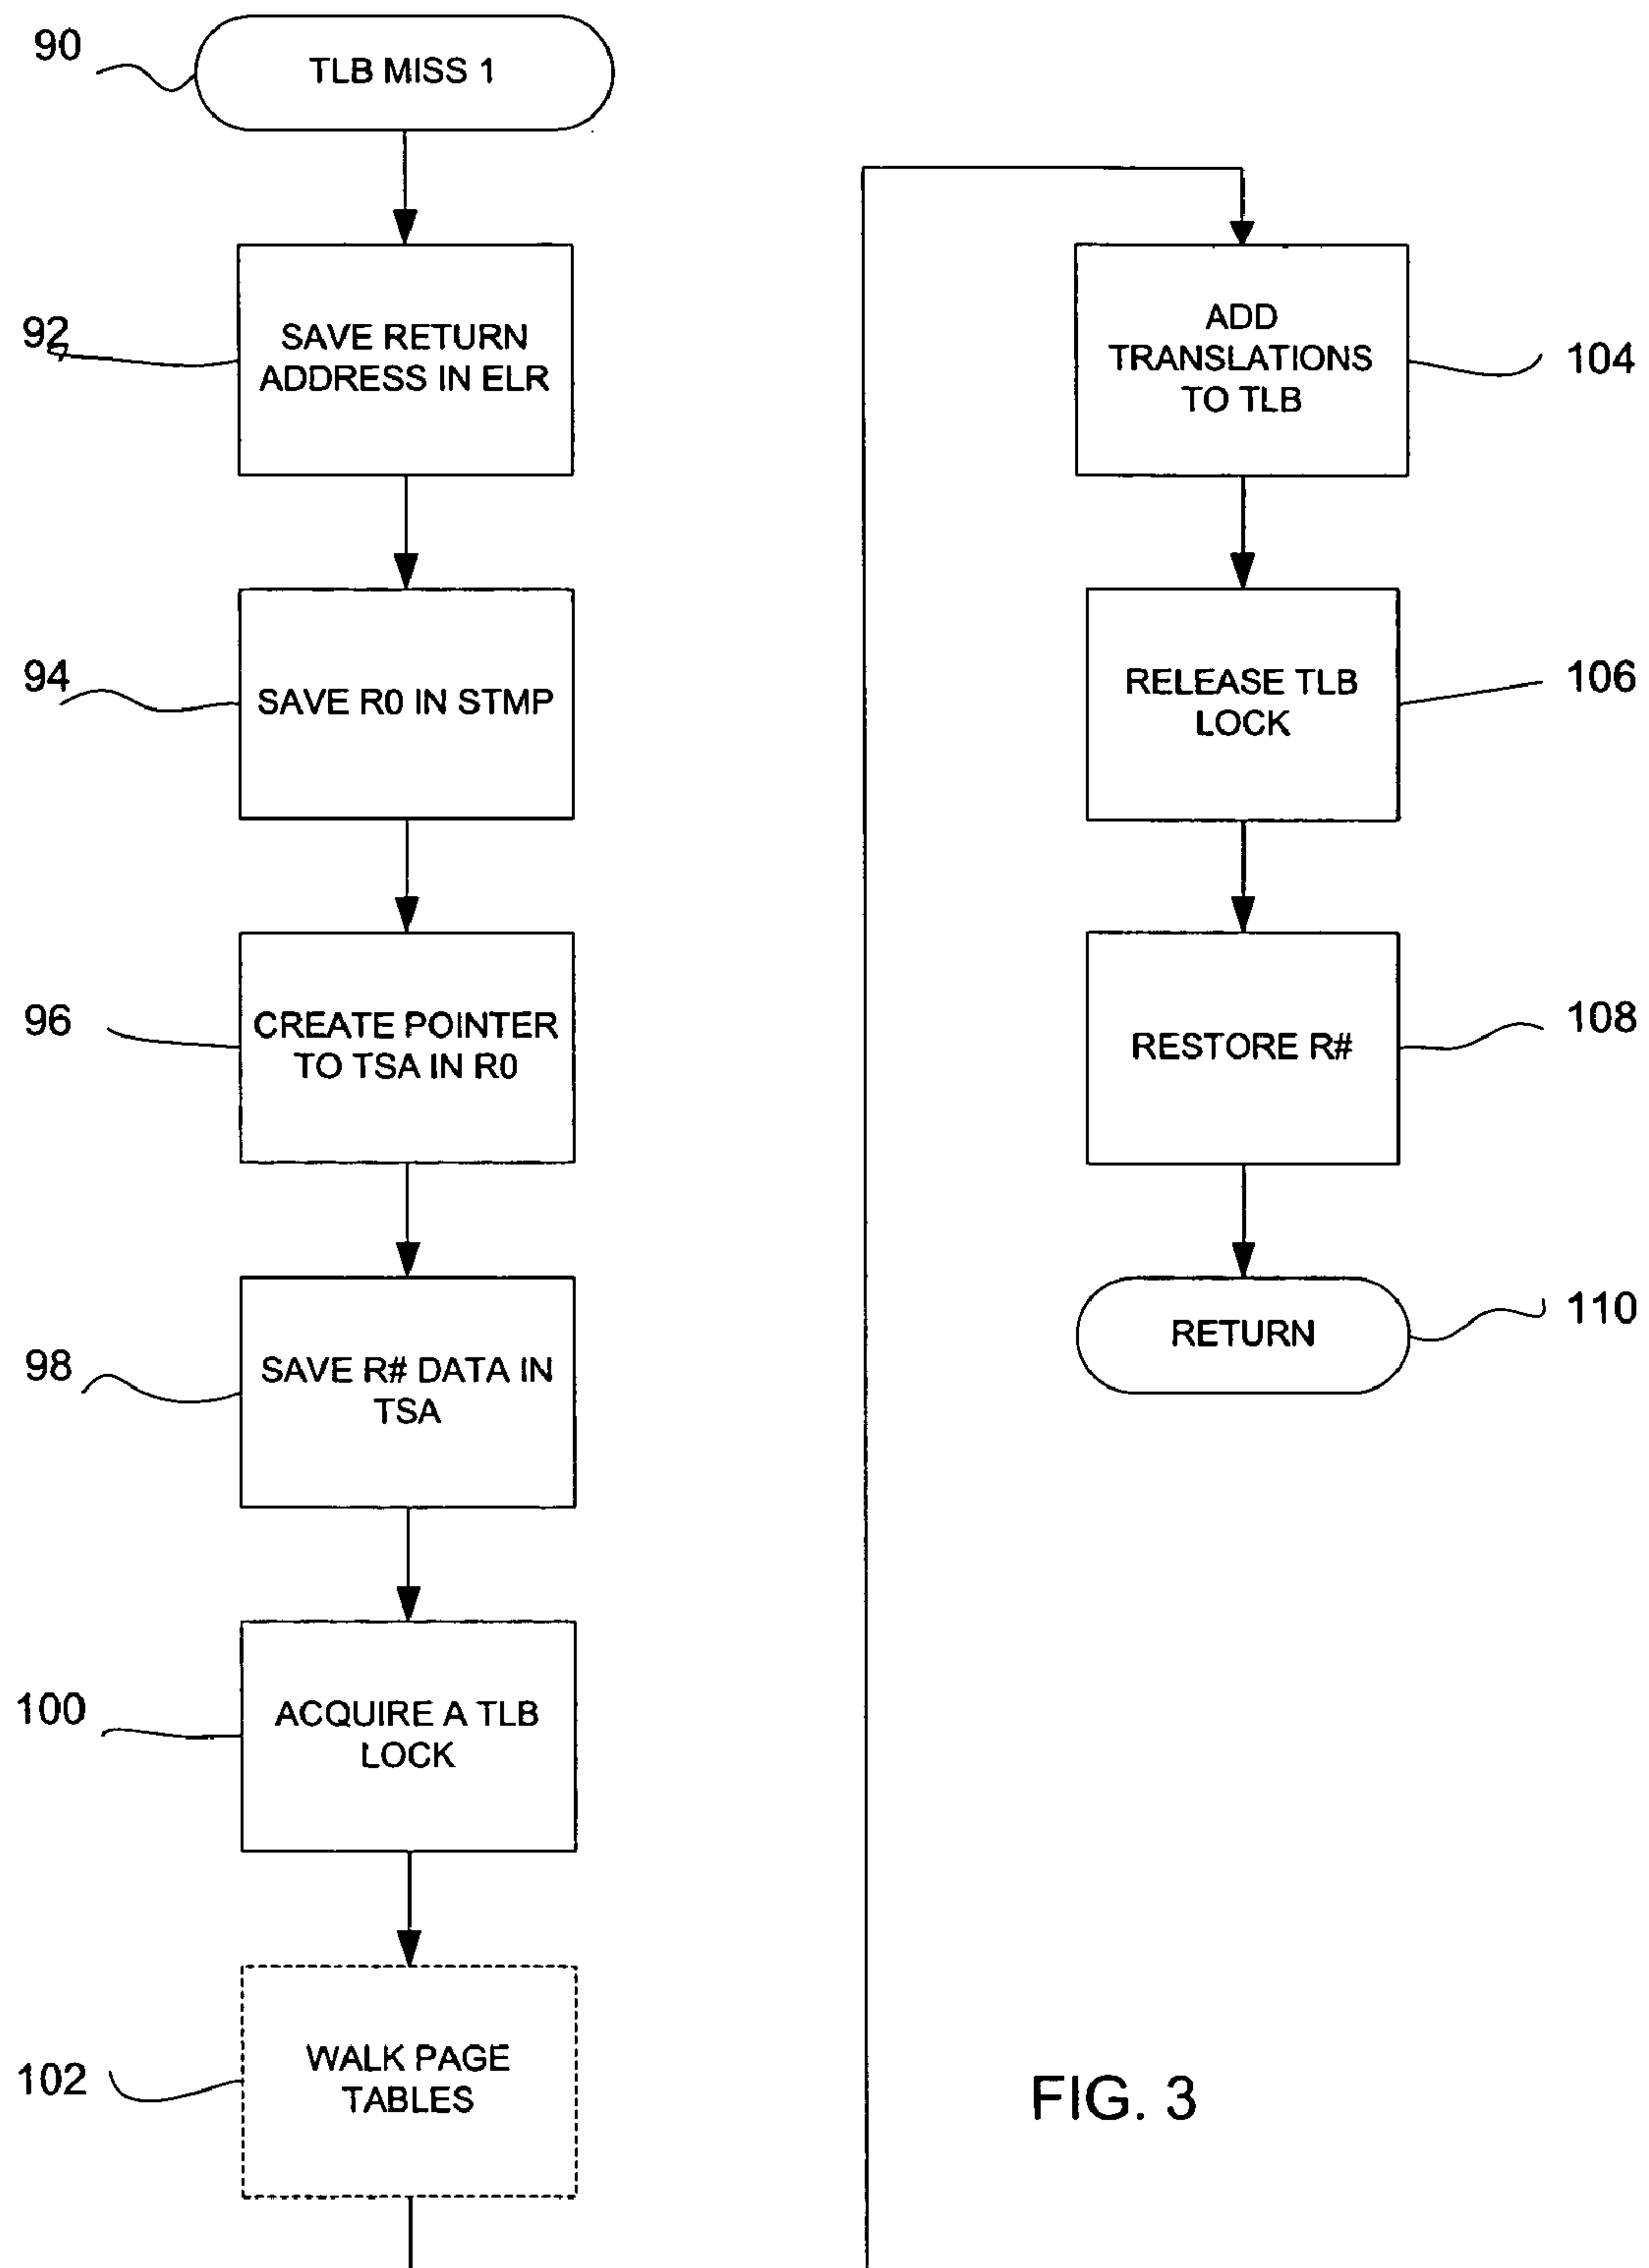 90
TLB MISS 1
92
SAVE RETURN
ADDRESS IN ELR
94
SAVE R0 IN STMP
96
CREATE POINTER
TO TSA IN R0
98
SAVE R# DATA IN
TSA
100
ACQUIRE A TLB
LOCK
102
WALK PAGE
TABLES
ADD
TRANSLATIONS
TO TLB
104
RELEASE TLB
LOCK
106
RESTORE R#
108
RETURN
110
FIG. 3